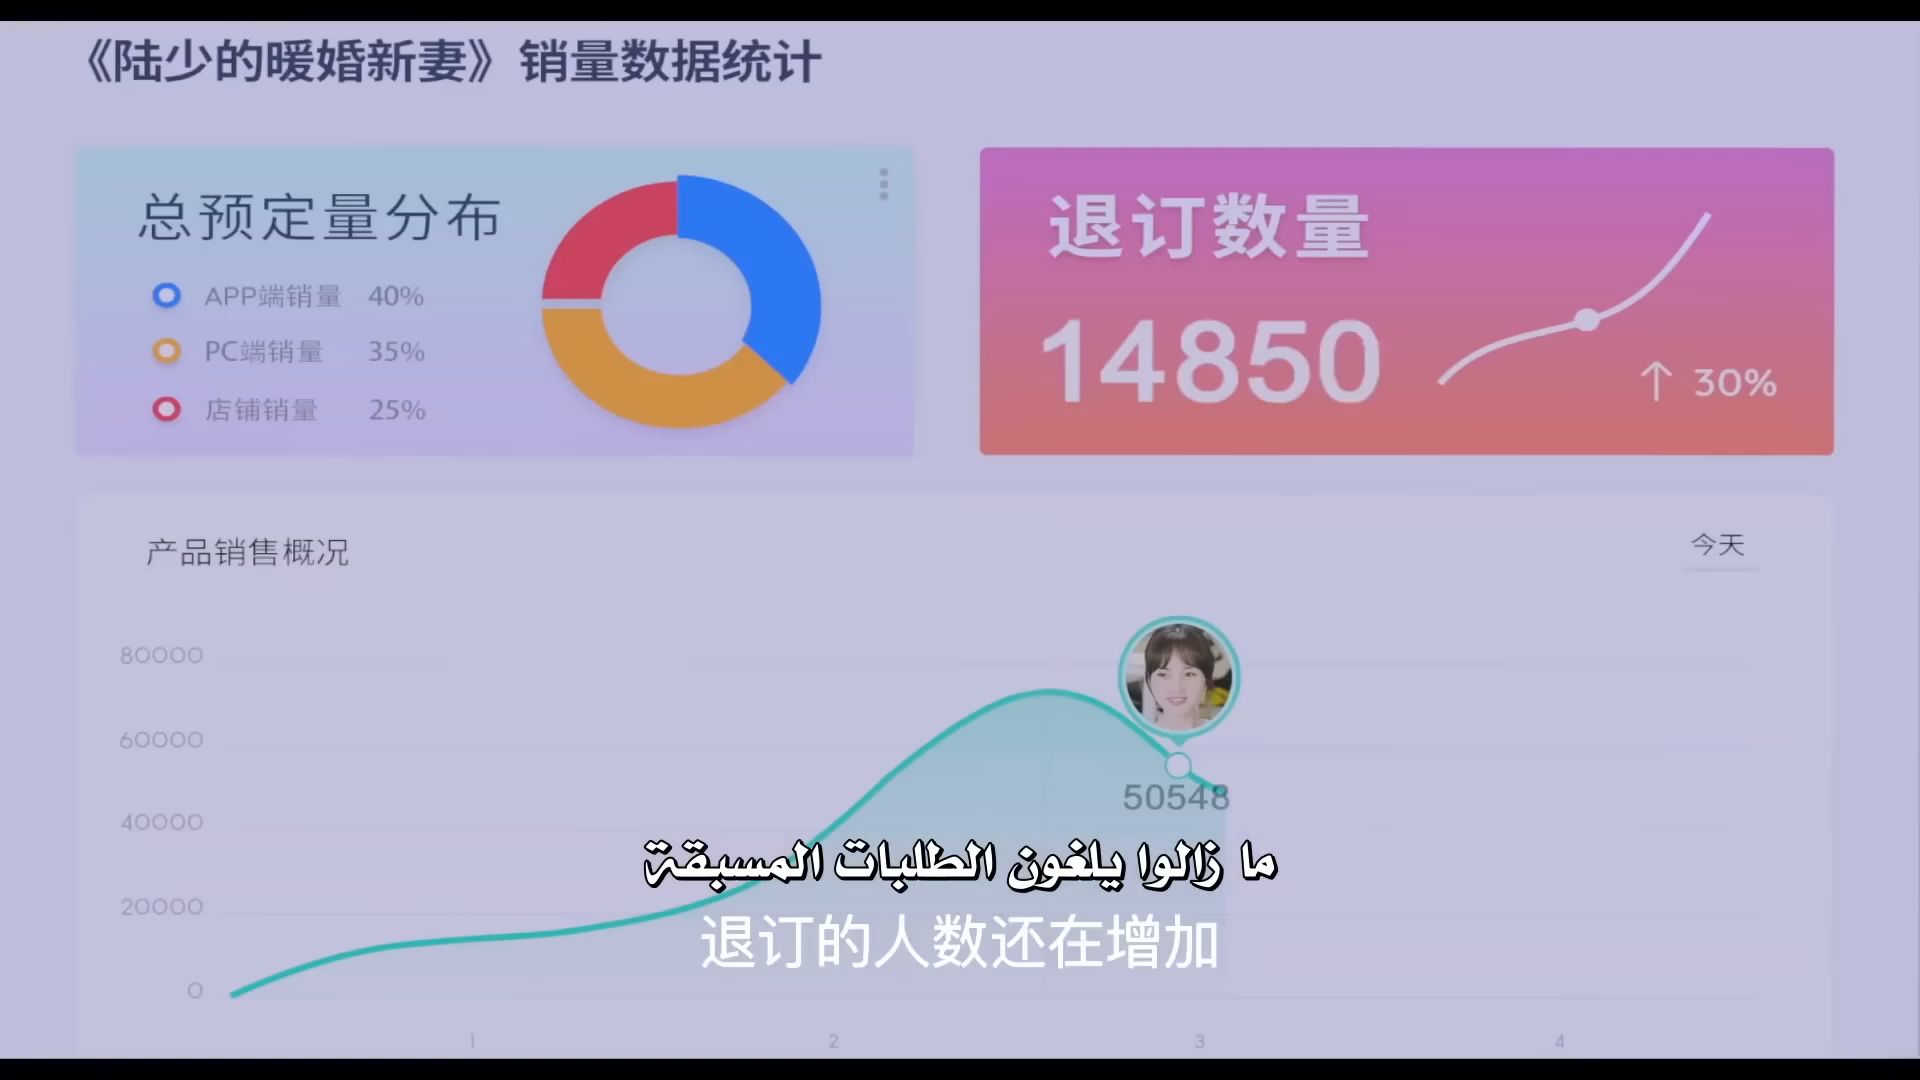 《陆少的暖婚新妻》销量数据统计
总预定量分布
APP端销量 40%
PC端销量 35%
店铺销量 25%
退订数量
14850
30%
产品销售概况
今天
80000
60000
40000
20000
0
50548
ما زالوا يلغون الطلبات المسبقة
退订的人数还在增加
1 2 3 4